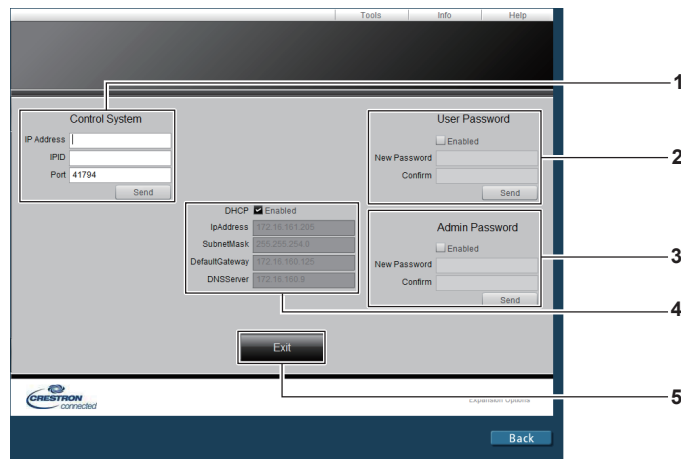 Tools Info Help
1
Control System
IP Address
IPID
Port 41794
Send
User Password
Enabled
New Password
Confirm
Send
2
DHCP Enabled
IpAddress 172.16.161.205
SubnetMask 255.255.254.0
DefaultGateway 172.16.160.125
DNSServer 172.16.160.9
Admin Password
Enabled
New Password
Confirm
Send
3
4
Exit
CRESTRON
connected
Expansion Options
5
Back